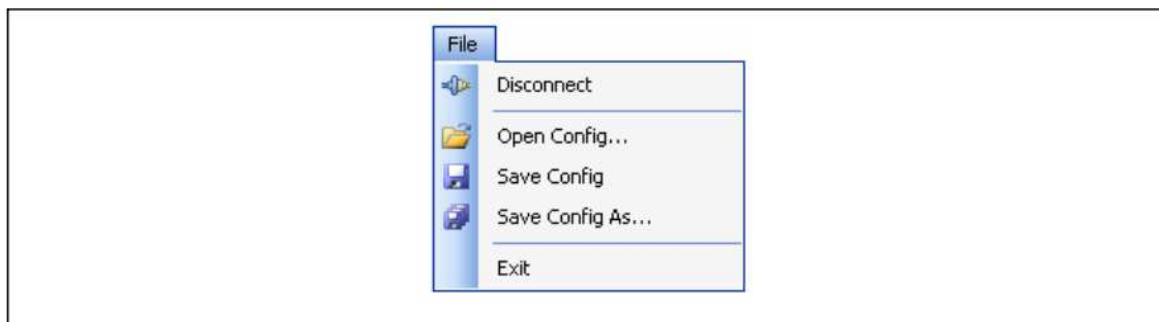 File
Disconnect
Open Config...
Save Config
Save Config As...
Exit